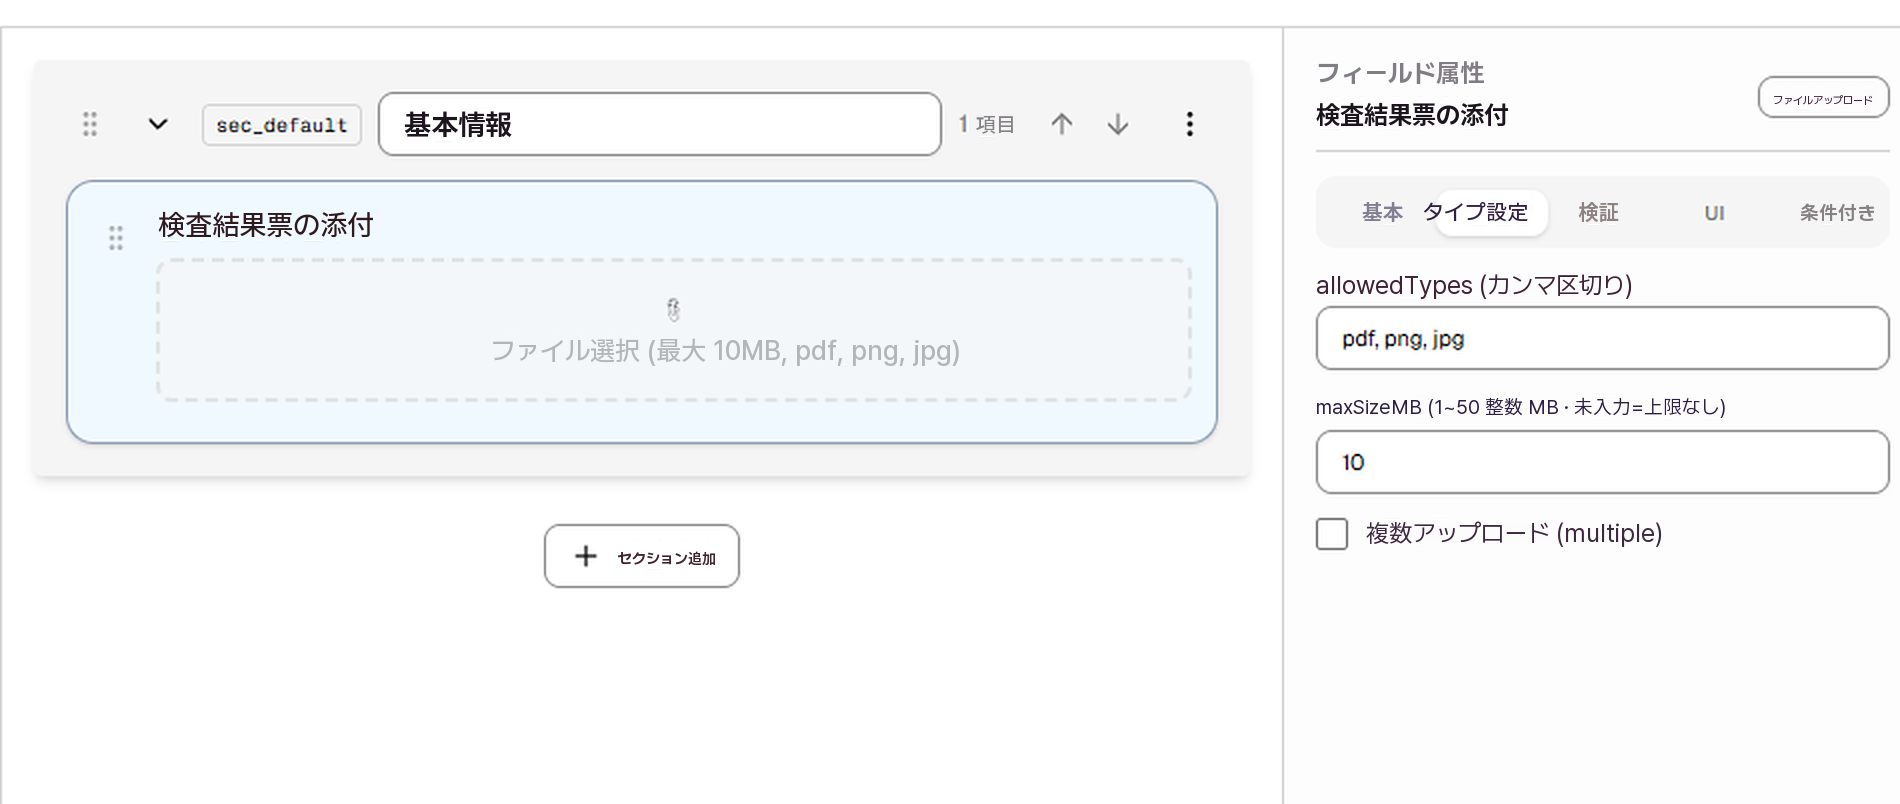 sec_default
基本情報
1 項目
検査結果票の添付
ファイル選択 (最大 10MB, pdf, png, jpg)
セクション追加
フィールド属性
検査結果票の添付
ファイルアップロード
基本 タイプ設定 検証 UI 条件付き
allowedTypes (カンマ区切り)
pdf, png, jpg
maxSizeMB (1~50 整数 MB · 未入力=上限なし)
10
複数アップロード (multiple)